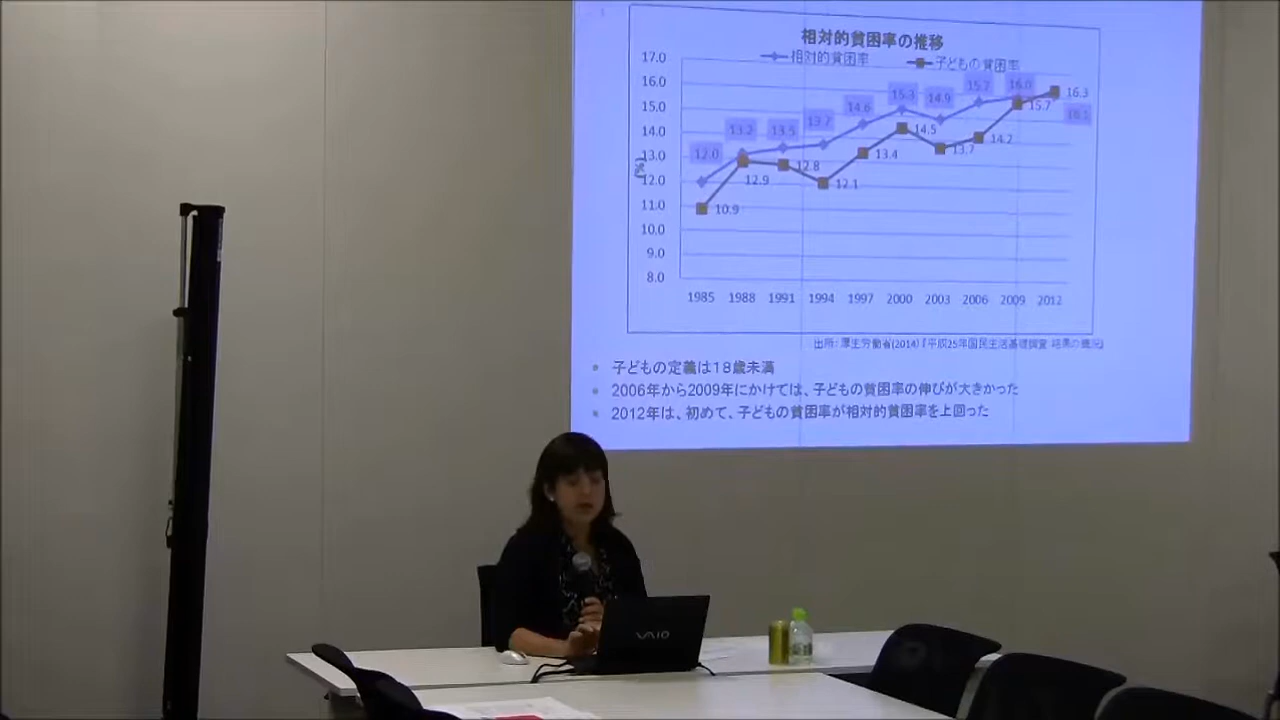 相対的貧困率の推移
相対的貧困率 子どもの貧困率
17.0
16.0
15.0
14.0
13.0
12.0
11.0
10.0
9.0
8.0
(%)
12.0 13.2 13.5 13.7 14.6 15.3 14.9 15.7 16.0 16.1
10.9 12.9 12.8 12.1 13.4 14.5 13.7 14.2 15.7 16.3
1985 1988 1991 1994 1997 2000 2003 2006 2009 2012
出所: 厚生労働省(2014)『平成25年国民生活基礎調査 結果の概況』
子どもの定義は18歳未満
2006年から2009年にかけては、子どもの貧困率の伸びが大きかった
2012年は、初めて、子どもの貧困率が相対的貧困率を上回った
VAIO